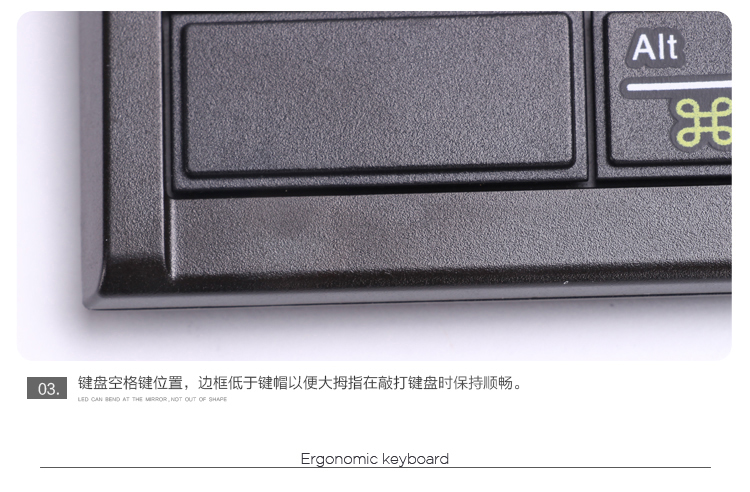 Alt
03.
键盘空格键位置，边框低于键帽以便大拇指在敲打键盘时保持顺畅。
LED CAN BEND AT THE MIRROR,NOT OUT OF SHAPE
Ergonomic keyboard